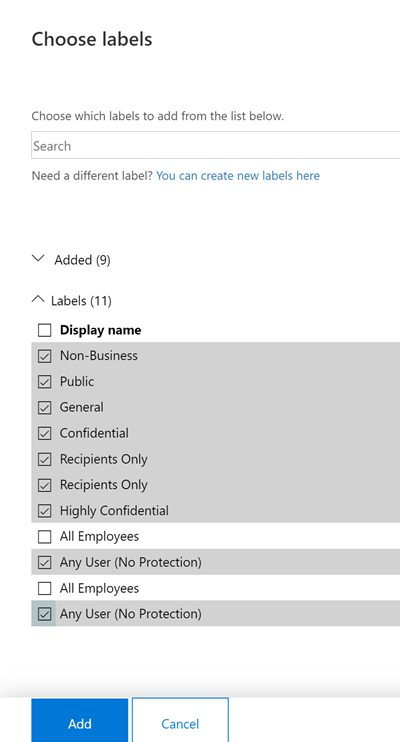 Choose labels
Choose which labels to add from the list below.
Search
Need a different label? You can create new labels here
Added (9)
Labels (11)
Display name
Non-Business
Public
General
Confidential
Recipients Only
Recipients Only
Highly Confidential
All Employees
Any User (No Protection)
All Employees
Any User (No Protection)
Add Cancel